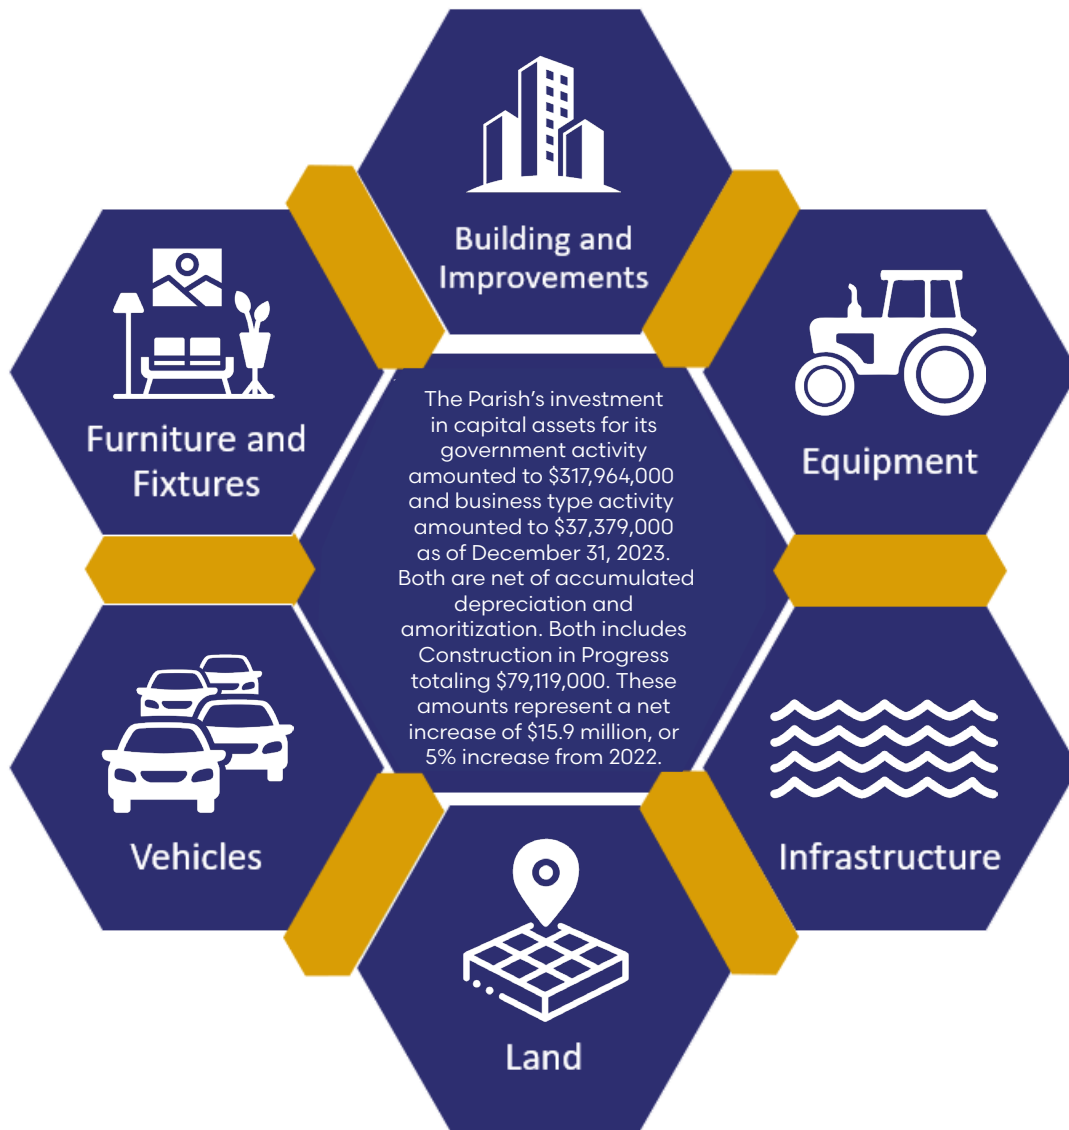 Building and
Improvements
Furniture and
Fixtures
Equipment
The Parish's investment
in capital assets for its
government activity
amounted to $317,964,000
and business type activity
amounted to $37,379,000
as of December 31, 2023.
Both are net of accumulated
depreciation and
amoritization. Both includes
Construction in Progress
totaling $79,119,000. These
amounts represent a net
increase of $15.9 million, or
5% increase from 2022.
Vehicles
Infrastructure
Land